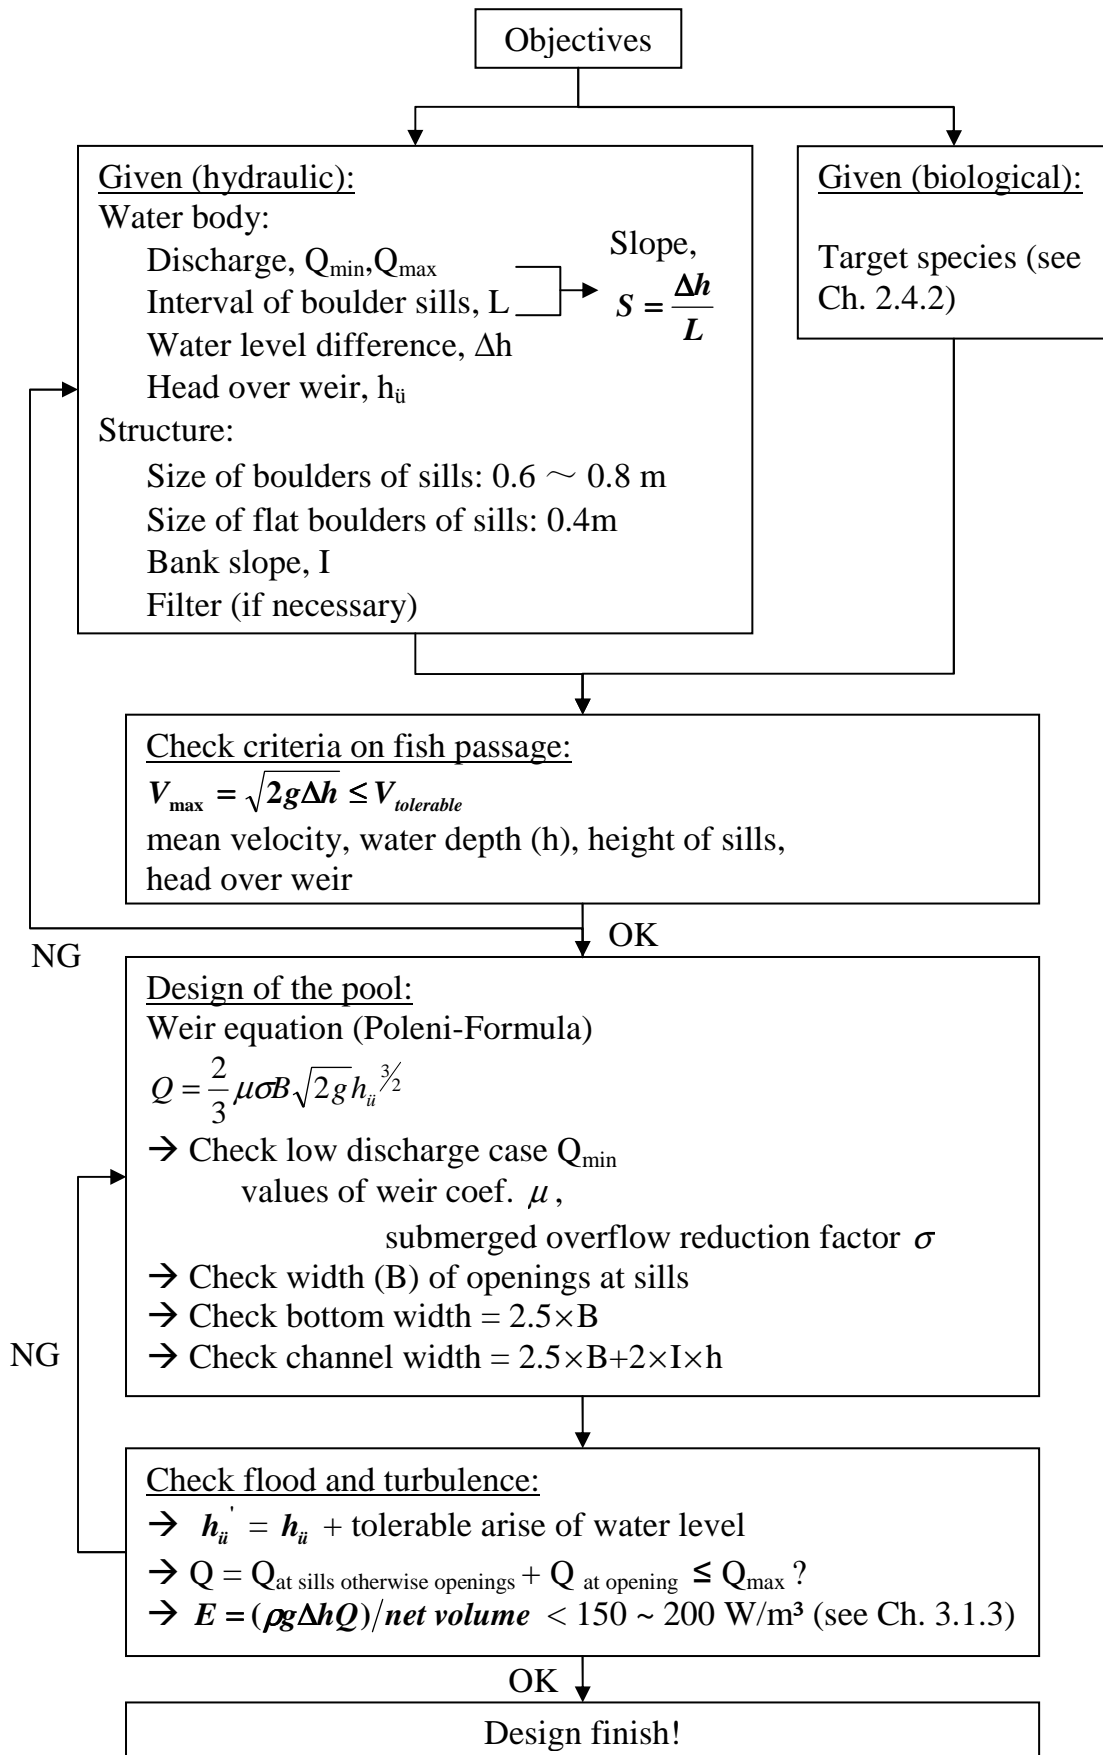 Objectives
Given (hydraulic):
Water body:
Discharge, Qmin,Qmax
Interval of boulder sills, L
Water level difference, Δh
Head over weir, hü
Structure:
Size of boulders of sills: 0.6 ~ 0.8 m
Size of flat boulders of sills: 0.4m
Bank slope, I
Filter (if necessary)
Slope,
S = Δh/L
Given (biological):
Target species (see
Ch. 2.4.2)
Check criteria on fish passage:
Vmax = √2gΔh ≤ Vtolerable
mean velocity, water depth (h), height of sills,
head over weir
NG
OK
Design of the pool:
Weir equation (Poleni-Formula)
Q = 2/3 μσB√2g hü^3/2
→ Check low discharge case Qmin
values of weir coef. μ,
submerged overflow reduction factor σ
→ Check width (B) of openings at sills
→ Check bottom width = 2.5×B
→ Check channel width = 2.5×B+2×I×h
NG
Check flood and turbulence:
→ hü' = hü + tolerable arise of water level
→ Q = Qat sills otherwise openings + Q at opening ≤ Qmax ?
→ E = (ρgΔhQ)/net volume < 150 ~ 200 W/m³ (see Ch. 3.1.3)
OK
Design finish!